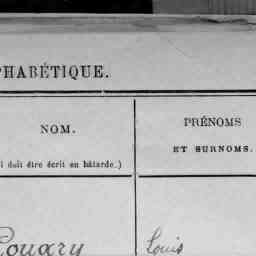 PHABÉTIQUE.
NOM.
PRÉNOMS
ET SURNOMS.
l doit être écrit en bâtarde.)
Louis